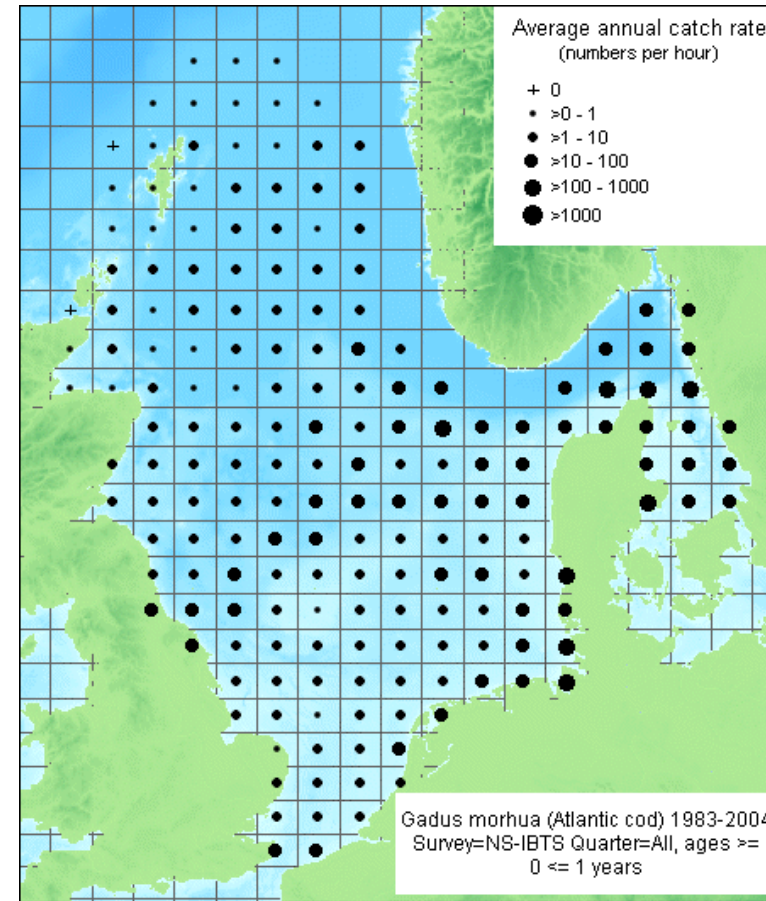 Average annual catch rate
(numbers per hour)
+ 0
>0 - 1
>1 - 10
>10 - 100
>100 - 1000
>1000
Gadus morhua (Atlantic cod) 1983-2004
Survey=NS-IBTS Quarter=All, ages >=
0 <= 1 years